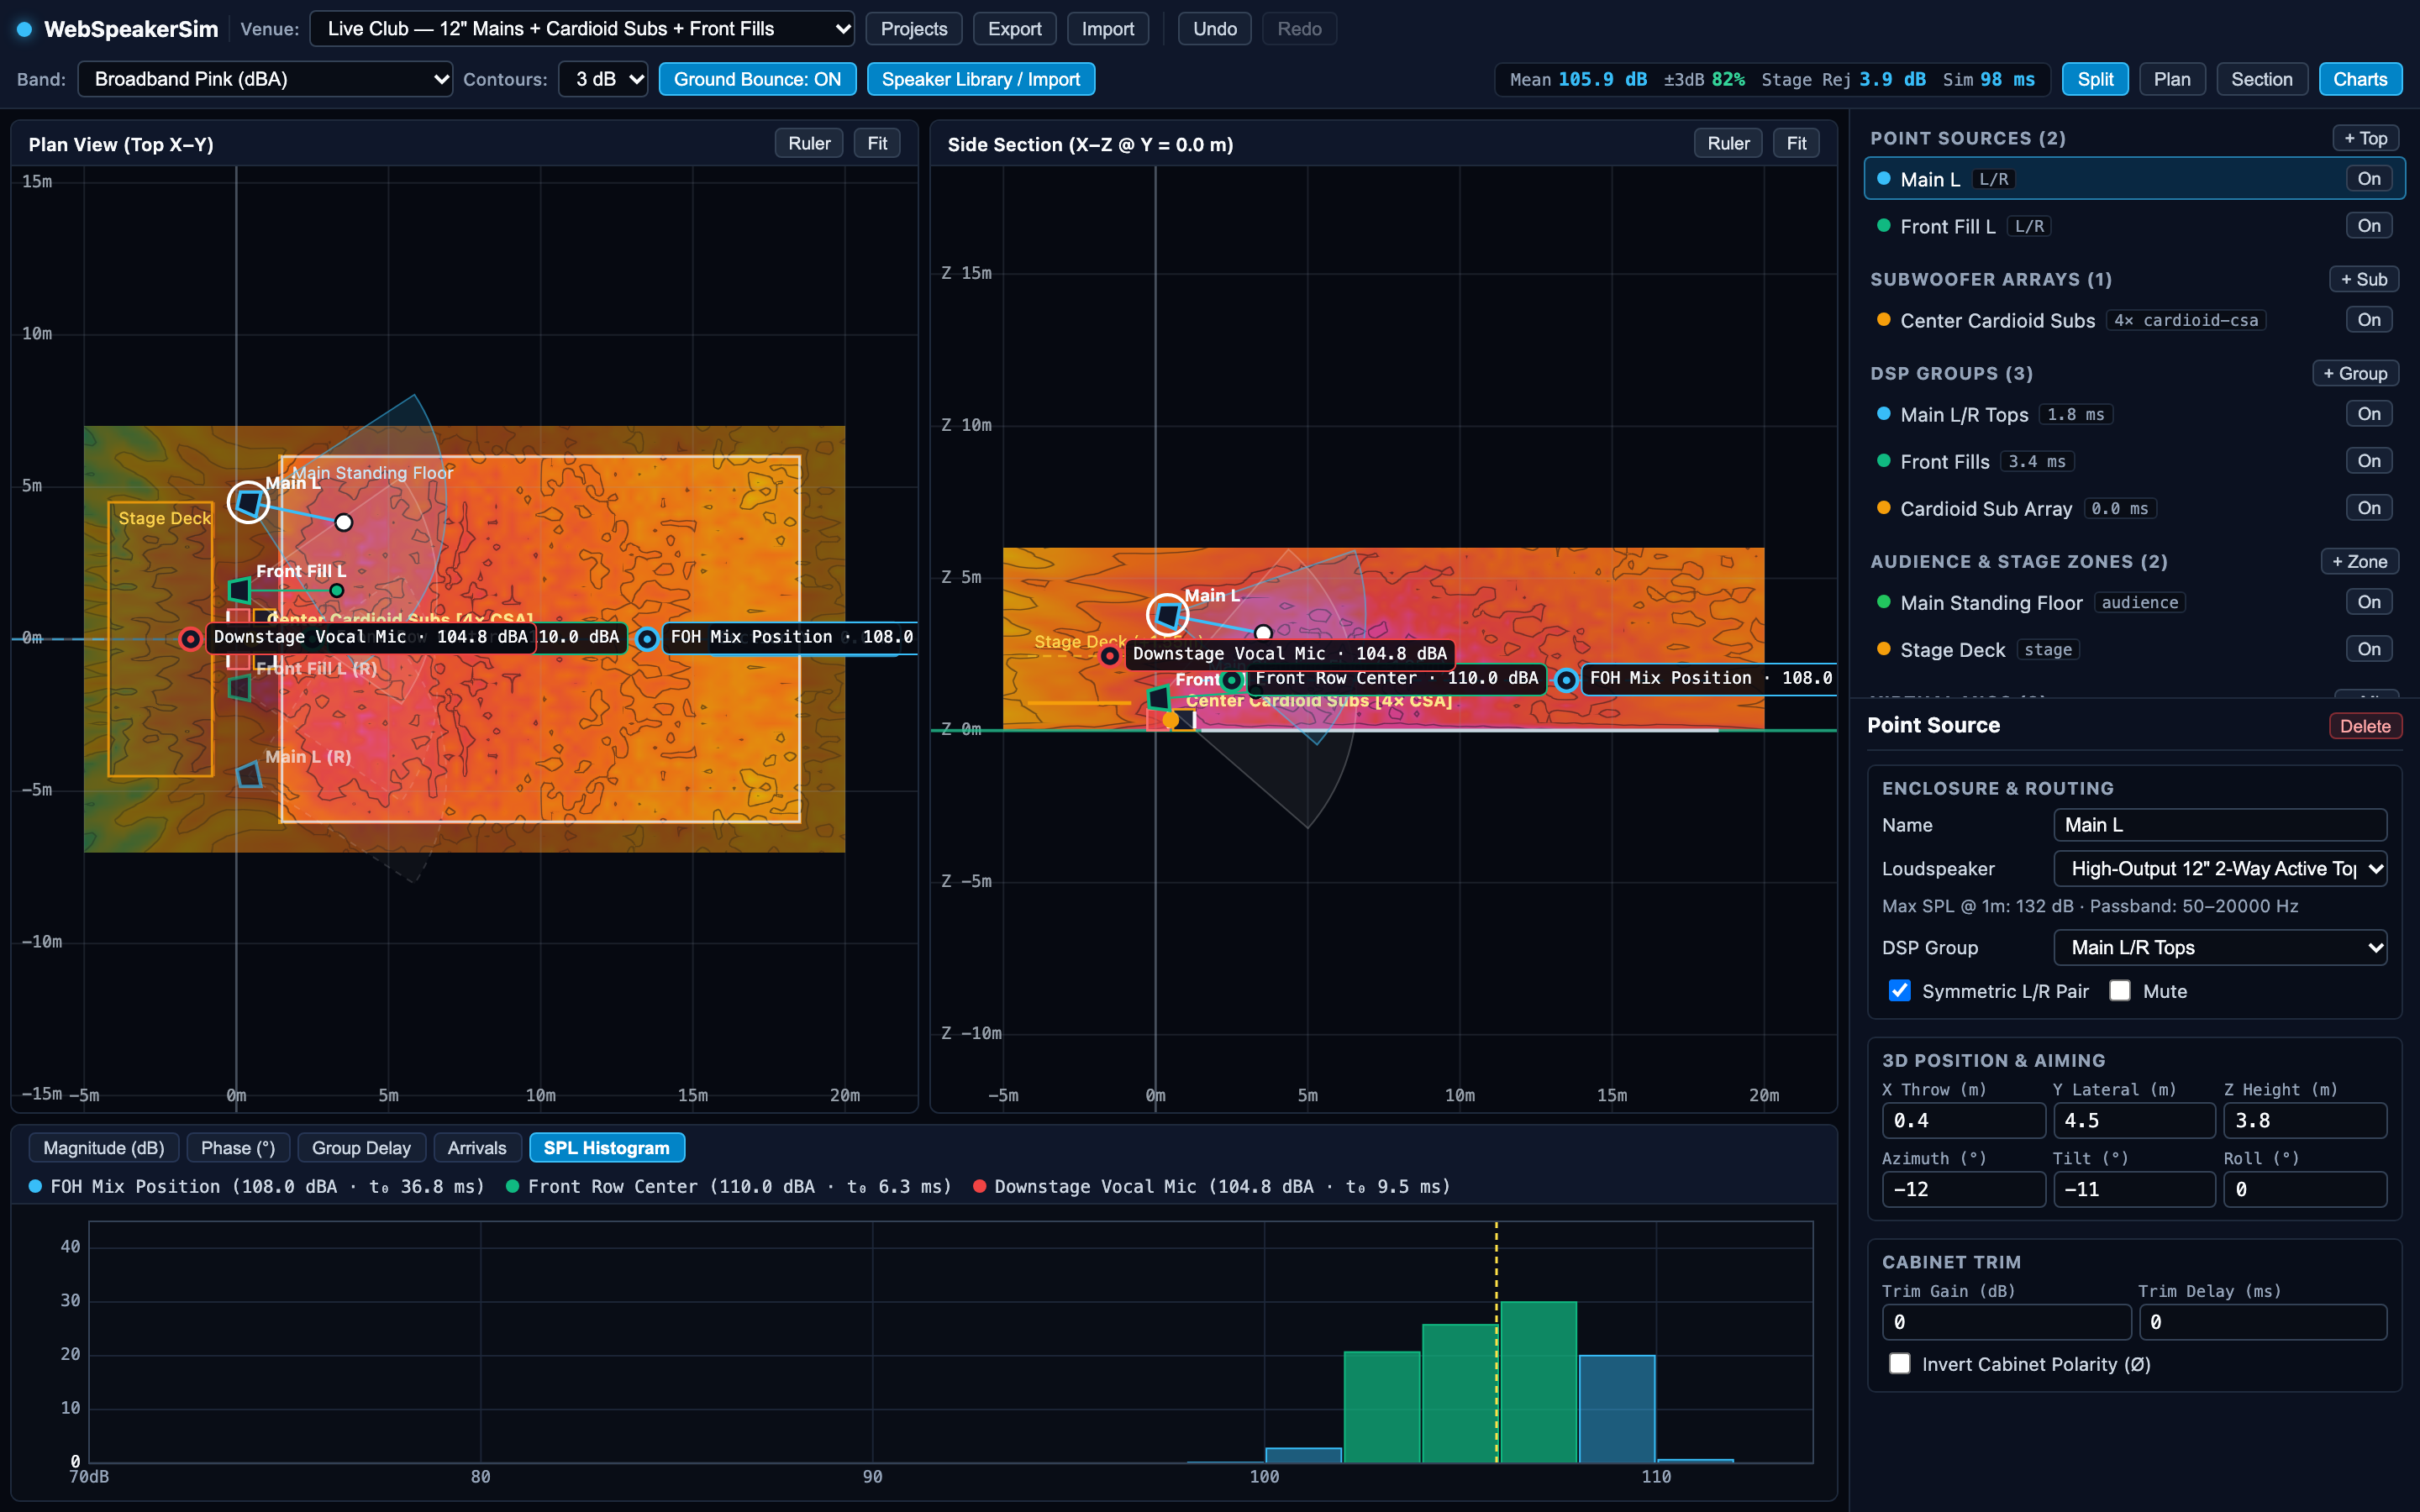 WebSpeakerSim
Venue: Live Club — 12" Mains + Cardioid Subs + Front Fills Projects Export Import Undo Redo
Band: Broadband Pink (dBA) Contours: 3 dB Ground Bounce: ON Speaker Library / Import Mean 105.9 dB ±3dB 82% Stage Rej 3.9 dB Sim 98 ms Split Plan Section Charts
Plan View (Top X–Y) Ruler Fit
15m
10m
5m
0m
−5m
−10m
−15m −5m 0m 5m 10m 15m 20m
Main Standing Floor
Main L
Stage Deck
Front Fill L
Center Cardioid Subs [4× CSA]
Downstage Vocal Mic · 104.8 dBA
10.0 dBA
FOH Mix Position · 108.0
Front Fill L (R)
Main L (R)
Side Section (X–Z @ Y = 0.0 m) Ruler Fit
Z 15m
Z 10m
Z 5m
Z 0m
Z −5m
Z −10m
−5m 0m 5m 10m 15m 20m
Main L
Stage Deck
Downstage Vocal Mic · 104.8 dBA
Front
Front Row Center · 110.0 dBA
FOH Mix Position · 108.0
Center Cardioid Subs [4× CSA]
Magnitude (dB) Phase (°) Group Delay Arrivals SPL Histogram
FOH Mix Position (108.0 dBA · t₀ 36.8 ms) Front Row Center (110.0 dBA · t₀ 6.3 ms) Downstage Vocal Mic (104.8 dBA · t₀ 9.5 ms)
40
30
20
10
0
70dB 80 90 100 110
POINT SOURCES (2) + Top
Main L L/R On
Front Fill L L/R On
SUBWOOFER ARRAYS (1) + Sub
Center Cardioid Subs 4× cardioid-csa On
DSP GROUPS (3) + Group
Main L/R Tops 1.8 ms On
Front Fills 3.4 ms On
Cardioid Sub Array 0.0 ms On
AUDIENCE & STAGE ZONES (2) + Zone
Main Standing Floor audience On
Stage Deck stage On
Point Source Delete
ENCLOSURE & ROUTING
Name Main L
Loudspeaker High-Output 12" 2-Way Active To
Max SPL @ 1m: 132 dB · Passband: 50–20000 Hz
DSP Group Main L/R Tops
Symmetric L/R Pair Mute
3D POSITION & AIMING
X Throw (m) Y Lateral (m) Z Height (m)
0.4 4.5 3.8
Azimuth (°) Tilt (°) Roll (°)
−12 −11 0
CABINET TRIM
Trim Gain (dB) Trim Delay (ms)
0 0
Invert Cabinet Polarity (Ø)